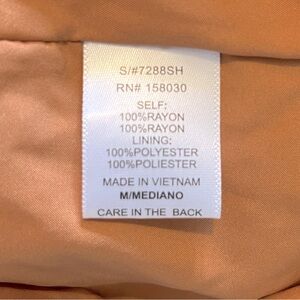 S/#7288SH
RN# 158030
SELF:
100%RAYON
100%RAYON
LINING:
100%POLYESTER
100%POLIESTER
MADE IN VIETNAM
M/MEDIANO
CARE IN THE BACK